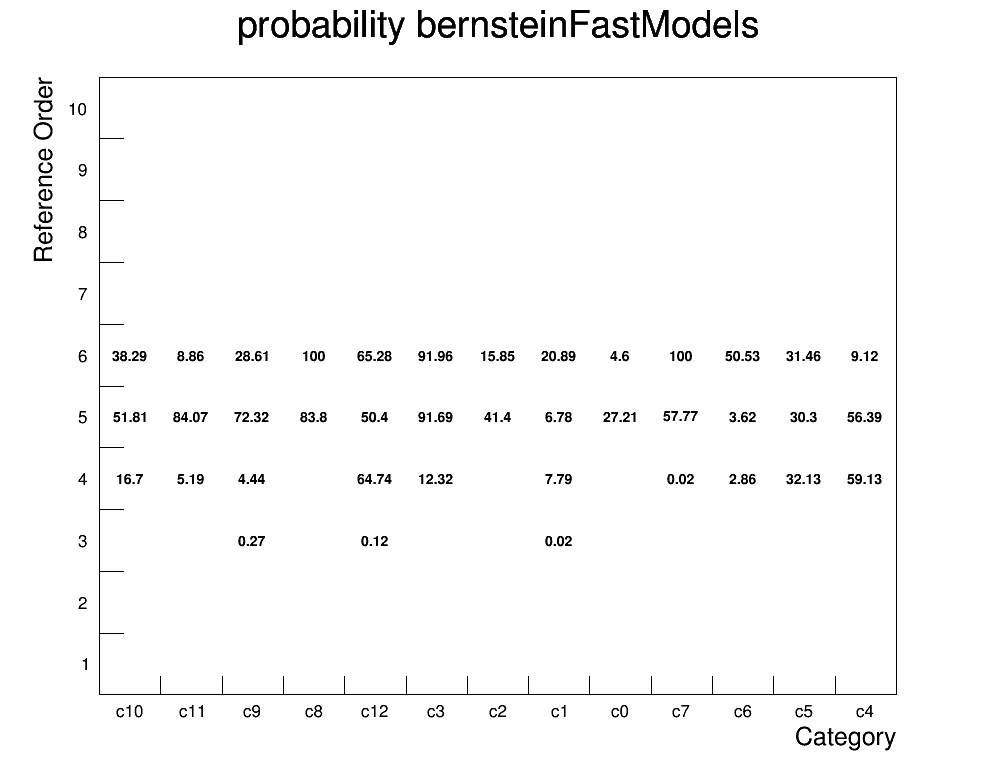 probability bernsteinFastModels
Reference Order
10
9
8
7
6 38.29 8.86 28.61 100 65.28 91.96 15.85 20.89 4.6 100 50.53 31.46 9.12
5 51.81 84.07 72.32 83.8 50.4 91.69 41.4 6.78 27.21 57.77 3.62 30.3 56.39
4 16.7 5.19 4.44 64.74 12.32 7.79 0.02 2.86 32.13 59.13
3 0.27 0.12 0.02
2
1
c10 c11 c9 c8 c12 c3 c2 c1 c0 c7 c6 c5 c4
Category